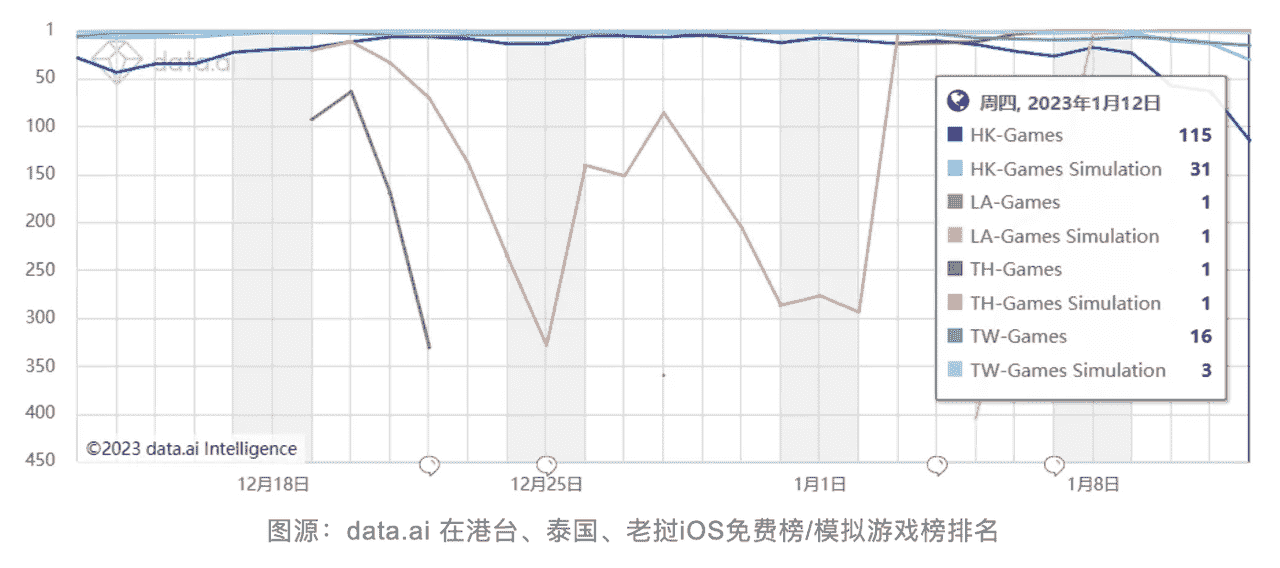 1
50
100
150
200
250
300
350
400
450
data.ai
周四, 2023年1月12日
HK-Games 115
HK-Games Simulation 31
LA-Games 1
LA-Games Simulation 1
TH-Games 1
TH-Games Simulation 1
TW-Games 16
TW-Games Simulation 3
©2023 data.ai Intelligence
12月18日
12月25日
1月1日
1月8日
图源：data.ai 在港台、泰国、老挝iOS免费榜/模拟游戏榜排名